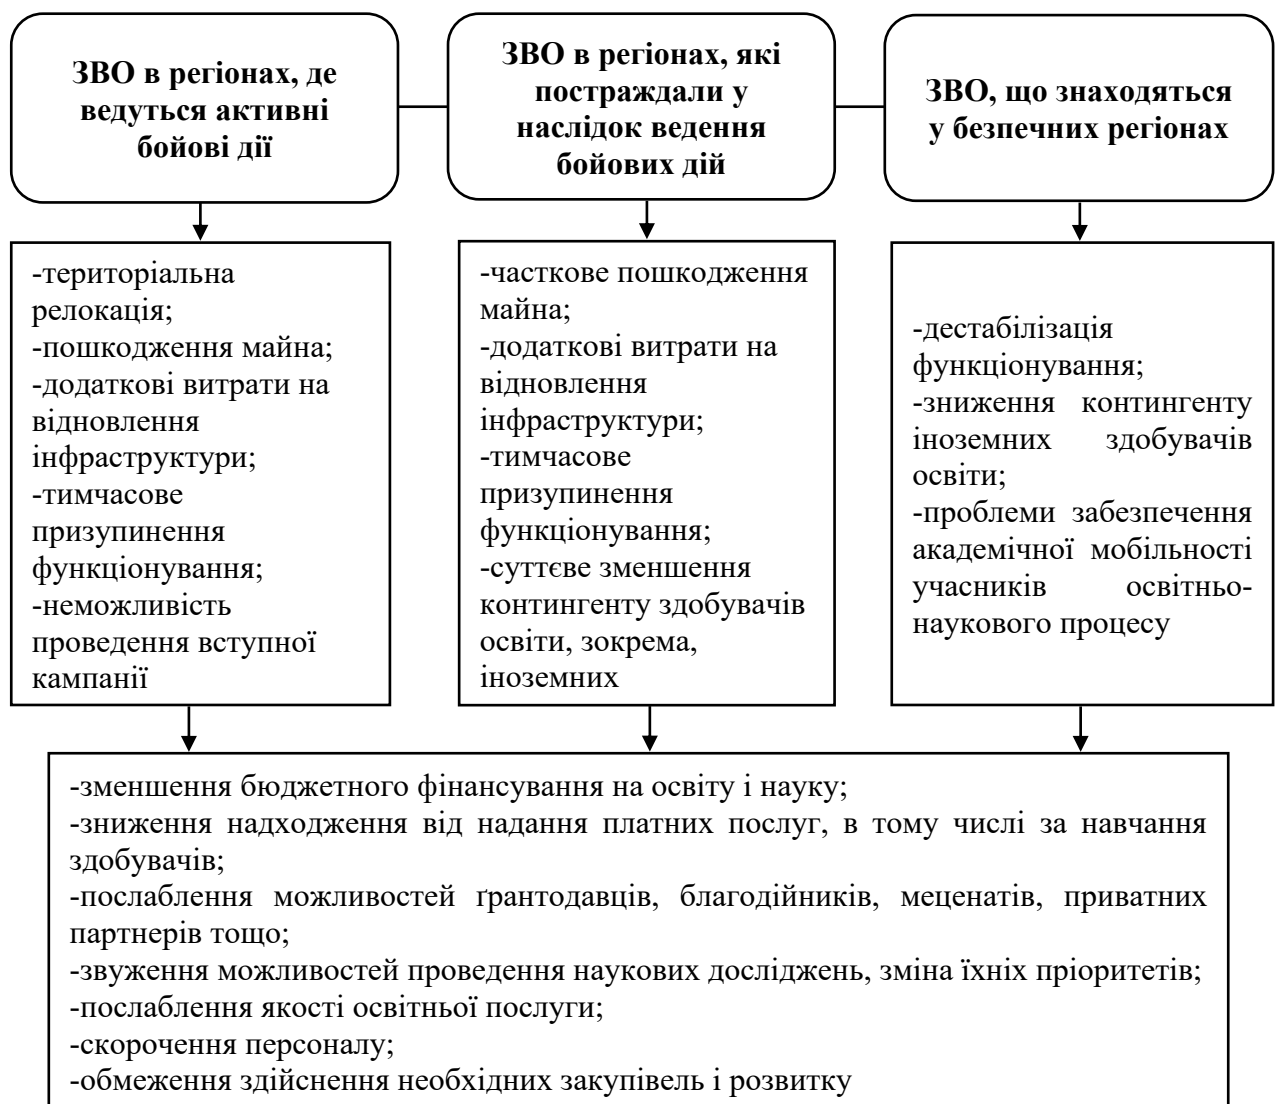 ЗВО в регіонах, де
ведуться активні
бойові дії
ЗВО в регіонах, які
постраждали у
наслідок ведення
бойових дій
ЗВО, що знаходяться
у безпечних регіонах
-територіальна
релокація;
-пошкодження майна;
-додаткові витрати на
відновлення
інфраструктури;
-тимчасове
призупинення
функціонування;
-неможливість
проведення вступної
кампанії
-часткове пошкодження
майна;
-додаткові витрати на
відновлення
інфраструктури;
-тимчасове
призупинення
функціонування;
-суттєве зменшення
контингенту здобувачів
освіти, зокрема,
іноземних
-дестабілізація
функціонування;
-зниження контингенту
іноземних здобувачів
освіти;
-проблеми забезпечення
академічної мобільності
учасників освітньо-
наукового процесу
-зменшення бюджетного фінансування на освіту і науку;
-зниження надходження від надання платних послуг, в тому числі за навчання
здобувачів;
-послаблення можливостей ґрантодавців, благодійників, меценатів, приватних
партнерів тощо;
-звуження можливостей проведення наукових досліджень, зміна їхніх пріоритетів;
-послаблення якості освітньої послуги;
-скорочення персоналу;
-обмеження здійснення необхідних закупівель і розвитку